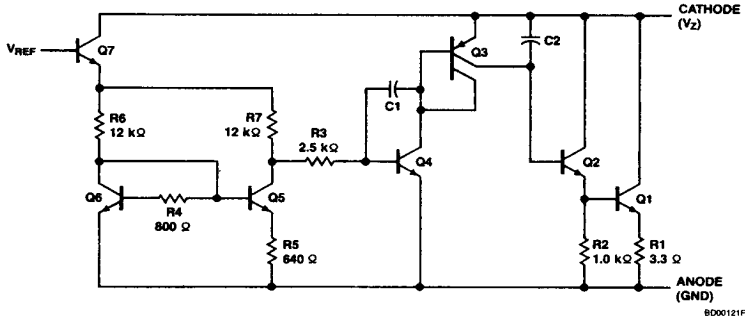 CATHODE
(VZ)
VREF
Q7
Q3
C2
R6
12 kΩ
R7
12 kΩ
C1
R3
2.5 kΩ
Q4
Q2
Q6
R4
800 Ω
Q5
Q1
R5
640 Ω
R2
1.0 kΩ
R1
3.3 Ω
ANODE
(GND)
BD00121F